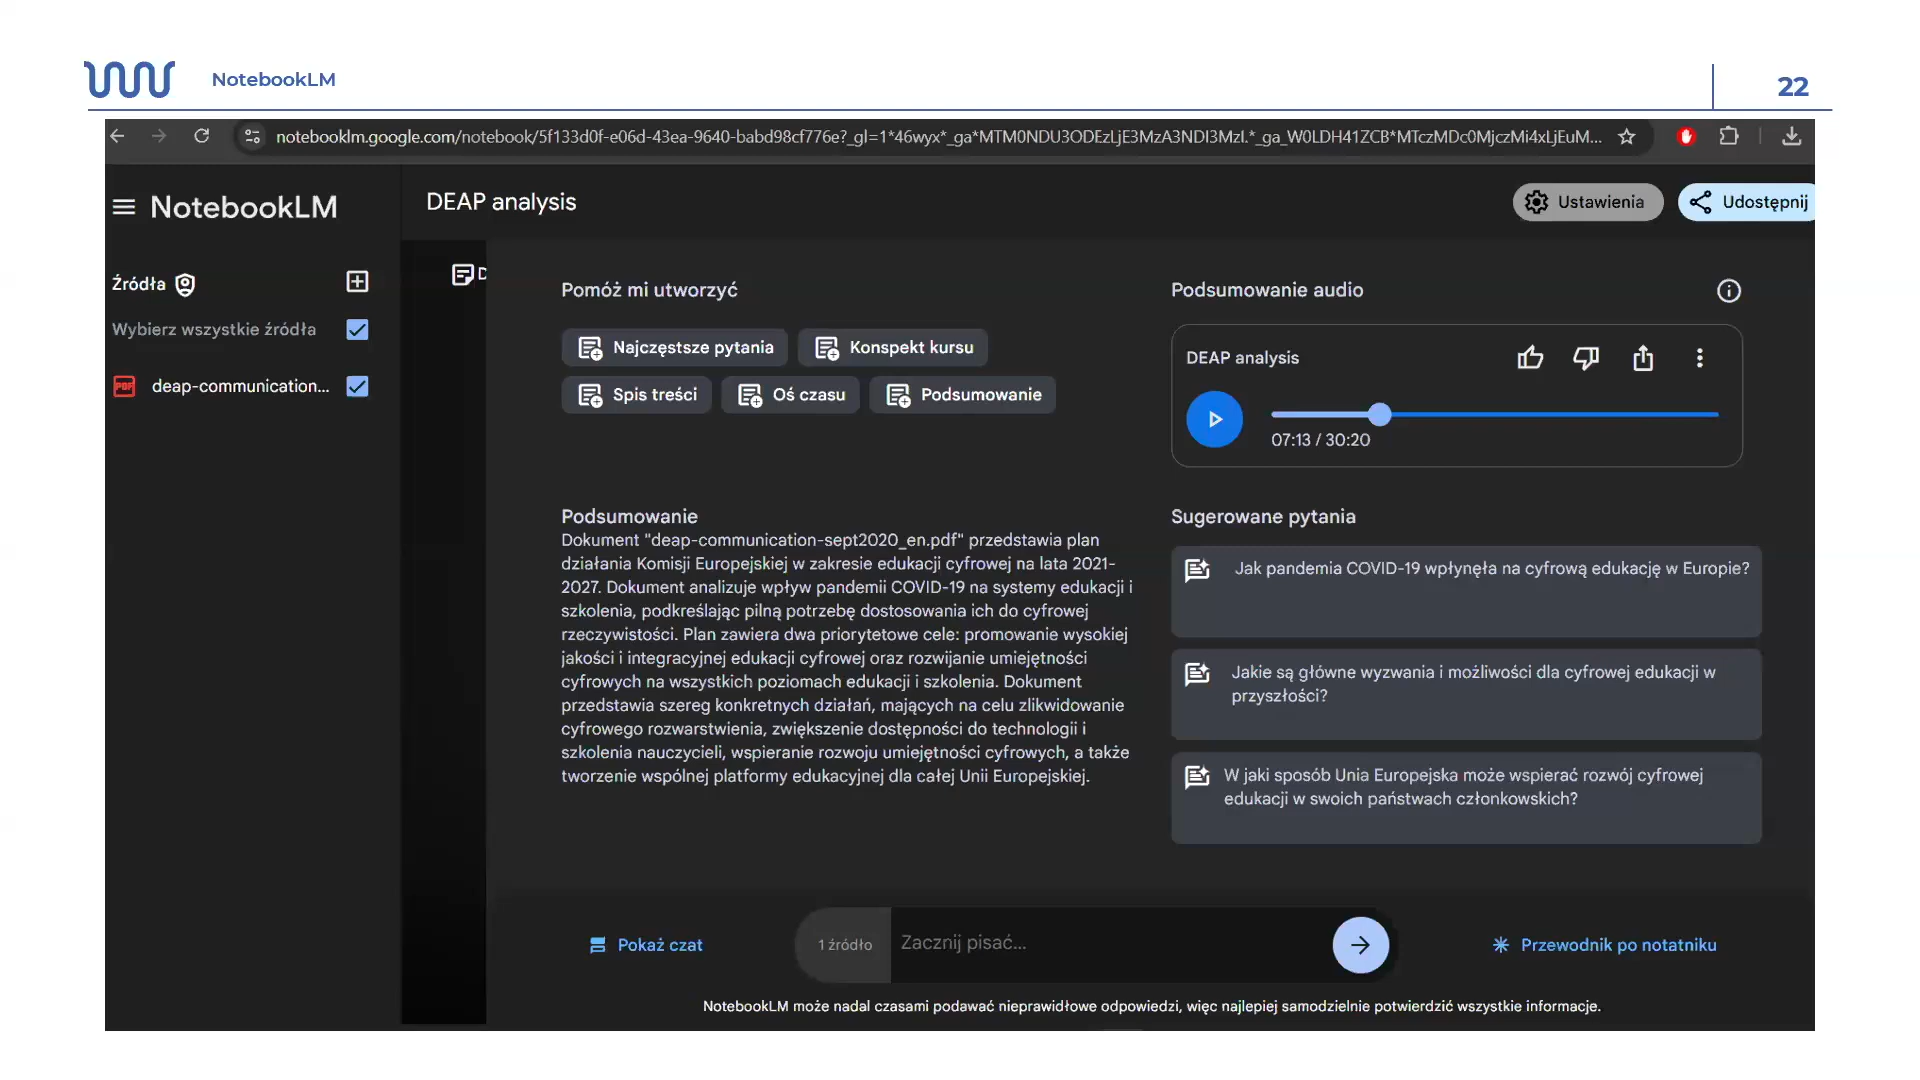 NotebookLM
22
notebooklm.google.com/notebook/5f133d0f-e06d-43ea-9640-babd98cf776e?_gl=1*46wyx*_ga*MTM0NDU3ODEzLjE3MzA3NDI3MzI.*_ga_W0LDH41ZCB*MTczMDc0MjczMi4xLjEuM...
NotebookLM
DEAP analysis
Ustawienia
Udostępnij
Źródła
Wybierz wszystkie źródła
PDF deap-communication...
D
Pomóż mi utworzyć
Najczęstsze pytania
Konspekt kursu
Spis treści
Oś czasu
Podsumowanie
Podsumowanie audio
DEAP analysis
07:13 / 30:20
Podsumowanie
Dokument "deap-communication-sept2020_en.pdf" przedstawia plan
działania Komisji Europejskiej w zakresie edukacji cyfrowej na lata 2021-
2027. Dokument analizuje wpływ pandemii COVID-19 na systemy edukacji i
szkolenia, podkreślając pilną potrzebę dostosowania ich do cyfrowej
rzeczywistości. Plan zawiera dwa priorytetowe cele: promowanie wysokiej
jakości i integracyjnej edukacji cyfrowej oraz rozwijanie umiejętności
cyfrowych na wszystkich poziomach edukacji i szkolenia. Dokument
przedstawia szereg konkretnych działań, mających na celu zlikwidowanie
cyfrowego rozwarstwienia, zwiększenie dostępności do technologii i
szkolenia nauczycieli, wspieranie rozwoju umiejętności cyfrowych, a także
tworzenie wspólnej platformy edukacyjnej dla całej Unii Europejskiej.
Sugerowane pytania
Jak pandemia COVID-19 wpłynęła na cyfrową edukację w Europie?
Jakie są główne wyzwania i możliwości dla cyfrowej edukacji w
przyszłości?
W jaki sposób Unia Europejska może wspierać rozwój cyfrowej
edukacji w swoich państwach członkowskich?
Pokaż czat
1 źródło
Zacznij pisać...
Przewodnik po notatniku
NotebookLM może nadal czasami podawać nieprawidłowe odpowiedzi, więc najlepiej samodzielnie potwierdzić wszystkie informacje.